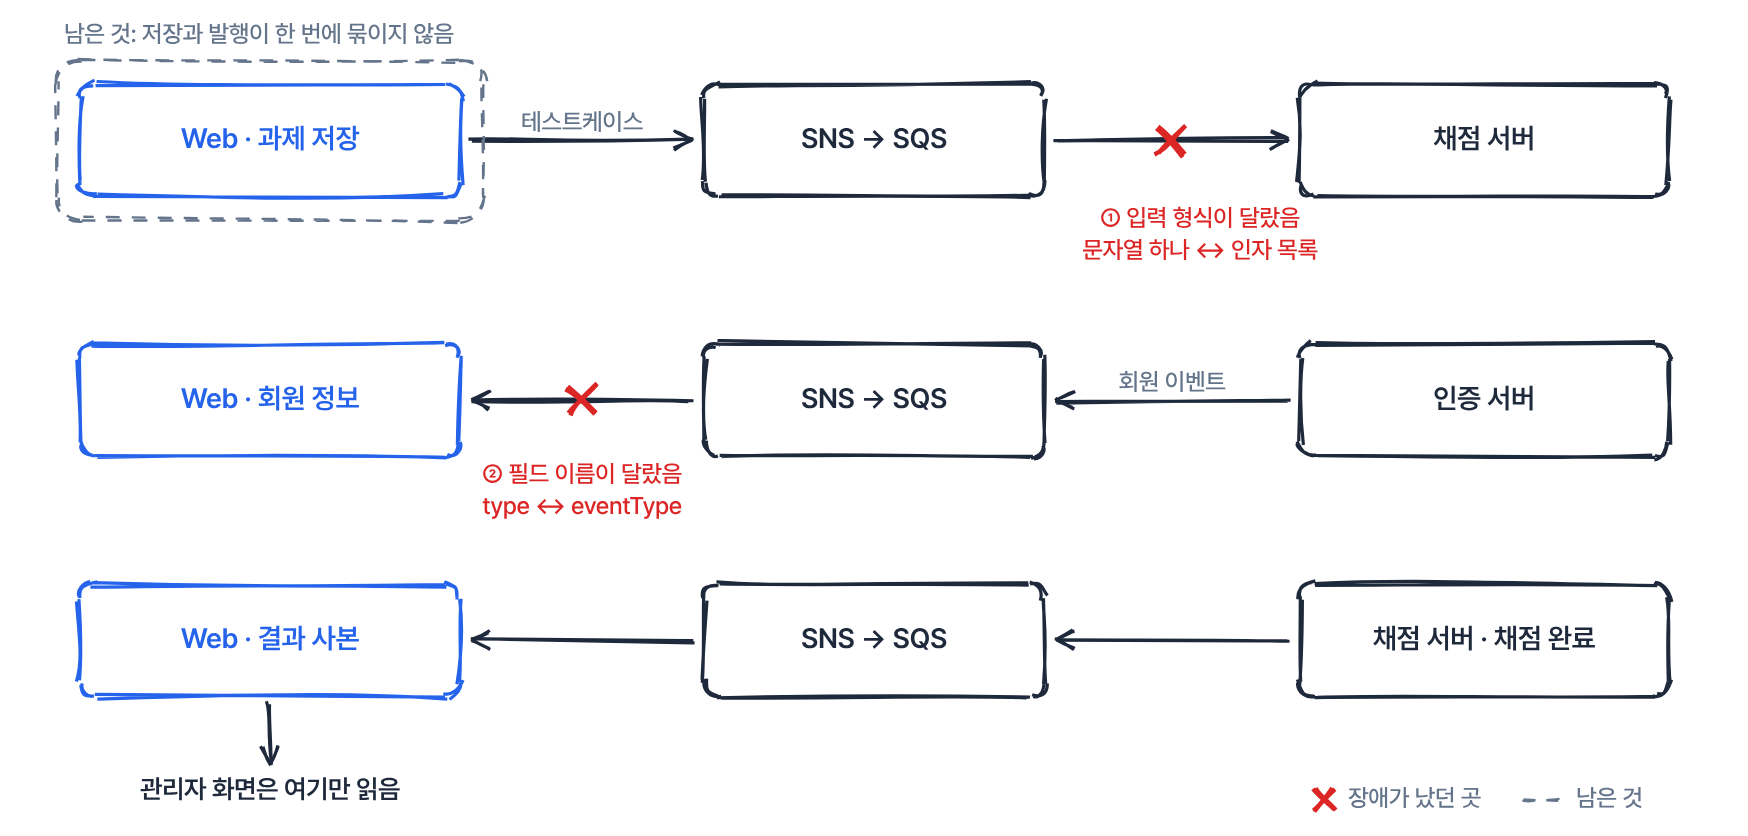 남은 것: 저장과 발행이 한 번에 묶이지 않음
Web · 과제 저장
테스트케이스
SNS → SQS
채점 서버
① 입력 형식이 달랐음
문자열 하나 ↔ 인자 목록
Web · 회원 정보
SNS → SQS
회원 이벤트
인증 서버
② 필드 이름이 달랐음
type ↔ eventType
Web · 결과 사본
SNS → SQS
채점 서버 · 채점 완료
관리자 화면은 여기만 읽음
장애가 났던 곳
남은 것